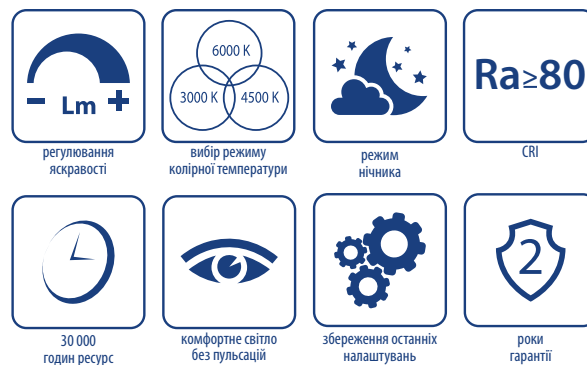 - Lm +
регулювання
яскравості
6000 K
3000 K 4500 K
вибір режиму
колірної температури
режим
нічника
Ra≥80
CRI
30 000
годин ресурс
комфортне світло
без пульсацій
збереження останніх
налаштувань
2
роки
гарантії